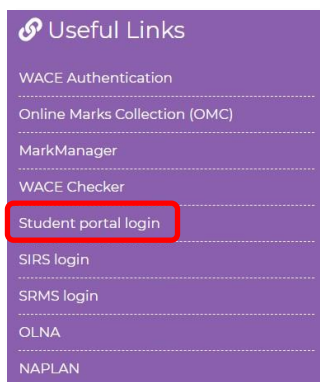 Useful Links
WACE Authentication
Online Marks Collection (OMC)
MarkManager
WACE Checker
Student portal login
SIRS login
SRMS login
OLNA
NAPLAN